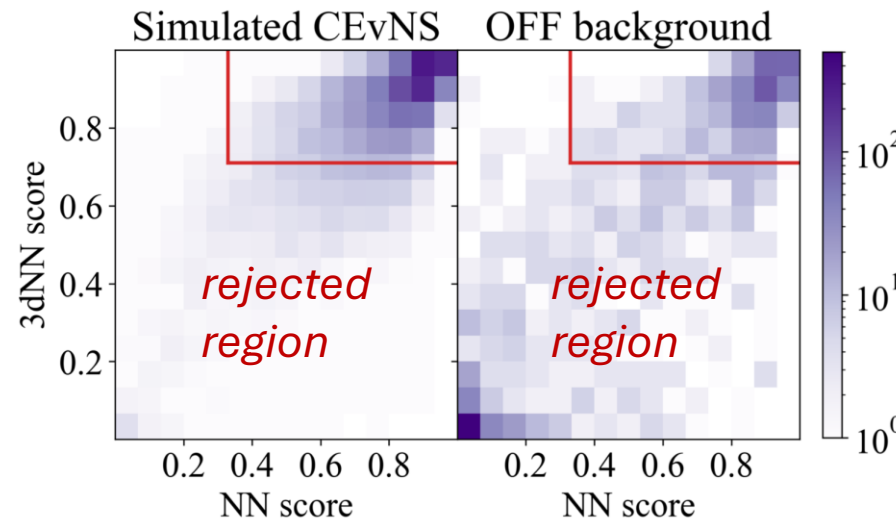 Simulated CEvNS OFF background
3dNN score
0.8
0.6
0.4
0.2
rejected
region
rejected
region
10²
10¹
10⁰
0.2 0.4 0.6 0.8 0.2 0.4 0.6 0.8
NN score NN score